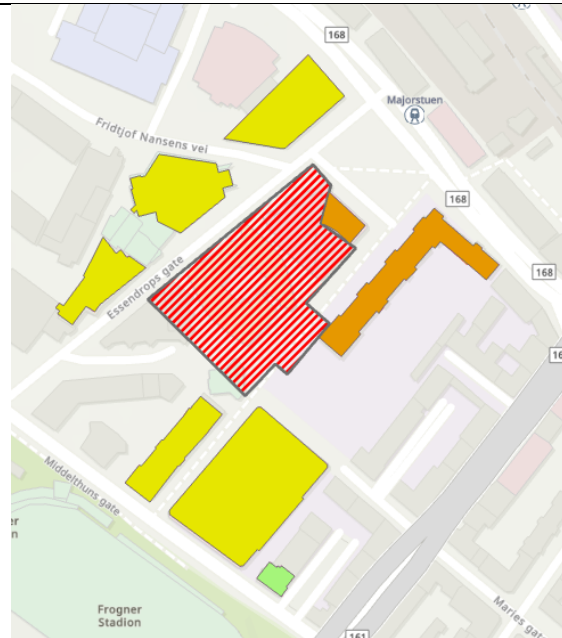 168
Majorstuen
Fridtjof Nansens vei
168
Essendrops gate
168
16
Middelthuns gate
Frogner
Stadion
Maries gate
161